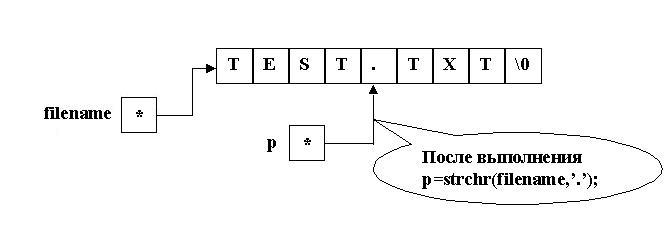 T E S T . T X T \0
filename *
p *
После выполнения
p=strchr(filename,’.’);